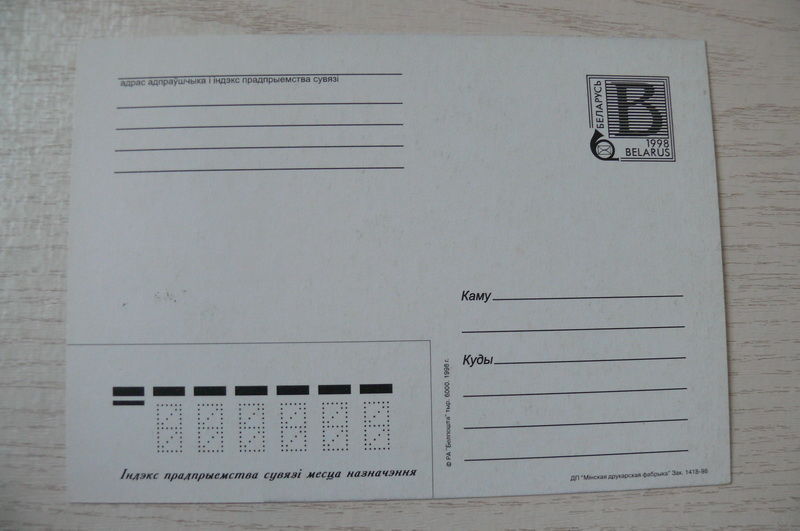 адрас адпраўшчыка і індэкс прадпрыемства сувязі
БЕЛАРУСЬ
B
1998
BELARUS
Каму
Куды
© РА "Белпошта" тыр. 6000. 1998 г.
Індэкс прадпрыемства сувязі месца назначэння
ДП "Мінская друкарская фабрыка" Зак. 1418-98